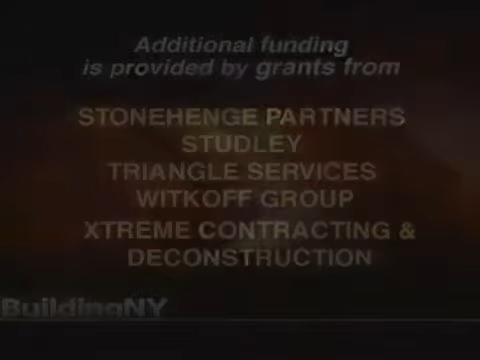 Additional funding
is provided by grants from
STONEHENGE PARTNERS
STUDLEY
TRIANGLE SERVICES
WITKOFF GROUP
XTREME CONTRACTING &
DECONSTRUCTION
BuildingNY